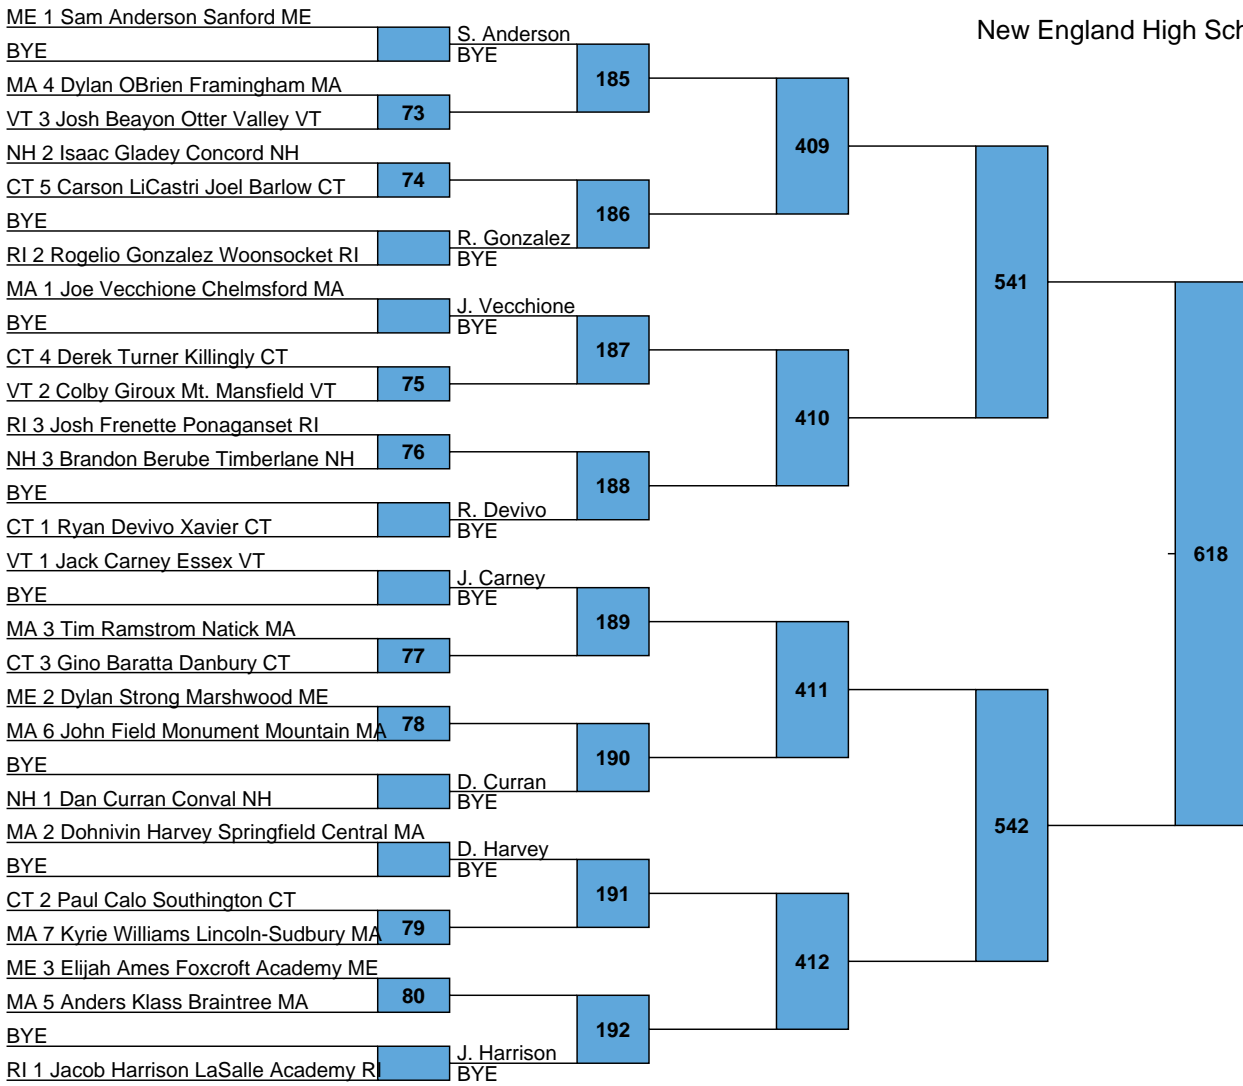 New England High Sch
ME 1 Sam Anderson Sanford ME
BYE
S. Anderson
BYE
185
MA 4 Dylan OBrien Framingham MA
73
VT 3 Josh Beayon Otter Valley VT
409
NH 2 Isaac Gladey Concord NH
74
CT 5 Carson LiCastri Joel Barlow CT
186
BYE
R. Gonzalez
BYE
RI 2 Rogelio Gonzalez Woonsocket RI
541
MA 1 Joe Vecchione Chelmsford MA
J. Vecchione
BYE
BYE
187
CT 4 Derek Turner Killingly CT
75
VT 2 Colby Giroux Mt. Mansfield VT
410
RI 3 Josh Frenette Ponaganset RI
76
NH 3 Brandon Berube Timberlane NH
188
BYE
R. Devivo
BYE
CT 1 Ryan Devivo Xavier CT
618
VT 1 Jack Carney Essex VT
J. Carney
BYE
BYE
189
MA 3 Tim Ramstrom Natick MA
77
CT 3 Gino Baratta Danbury CT
411
ME 2 Dylan Strong Marshwood ME
78
MA 6 John Field Monument Mountain MA
190
BYE
D. Curran
BYE
NH 1 Dan Curran Conval NH
542
MA 2 Dohnivin Harvey Springfield Central MA
D. Harvey
BYE
BYE
191
CT 2 Paul Calo Southington CT
79
MA 7 Kyrie Williams Lincoln-Sudbury MA
412
ME 3 Elijah Ames Foxcroft Academy ME
80
MA 5 Anders Klass Braintree MA
192
BYE
J. Harrison
BYE
RI 1 Jacob Harrison LaSalle Academy RI